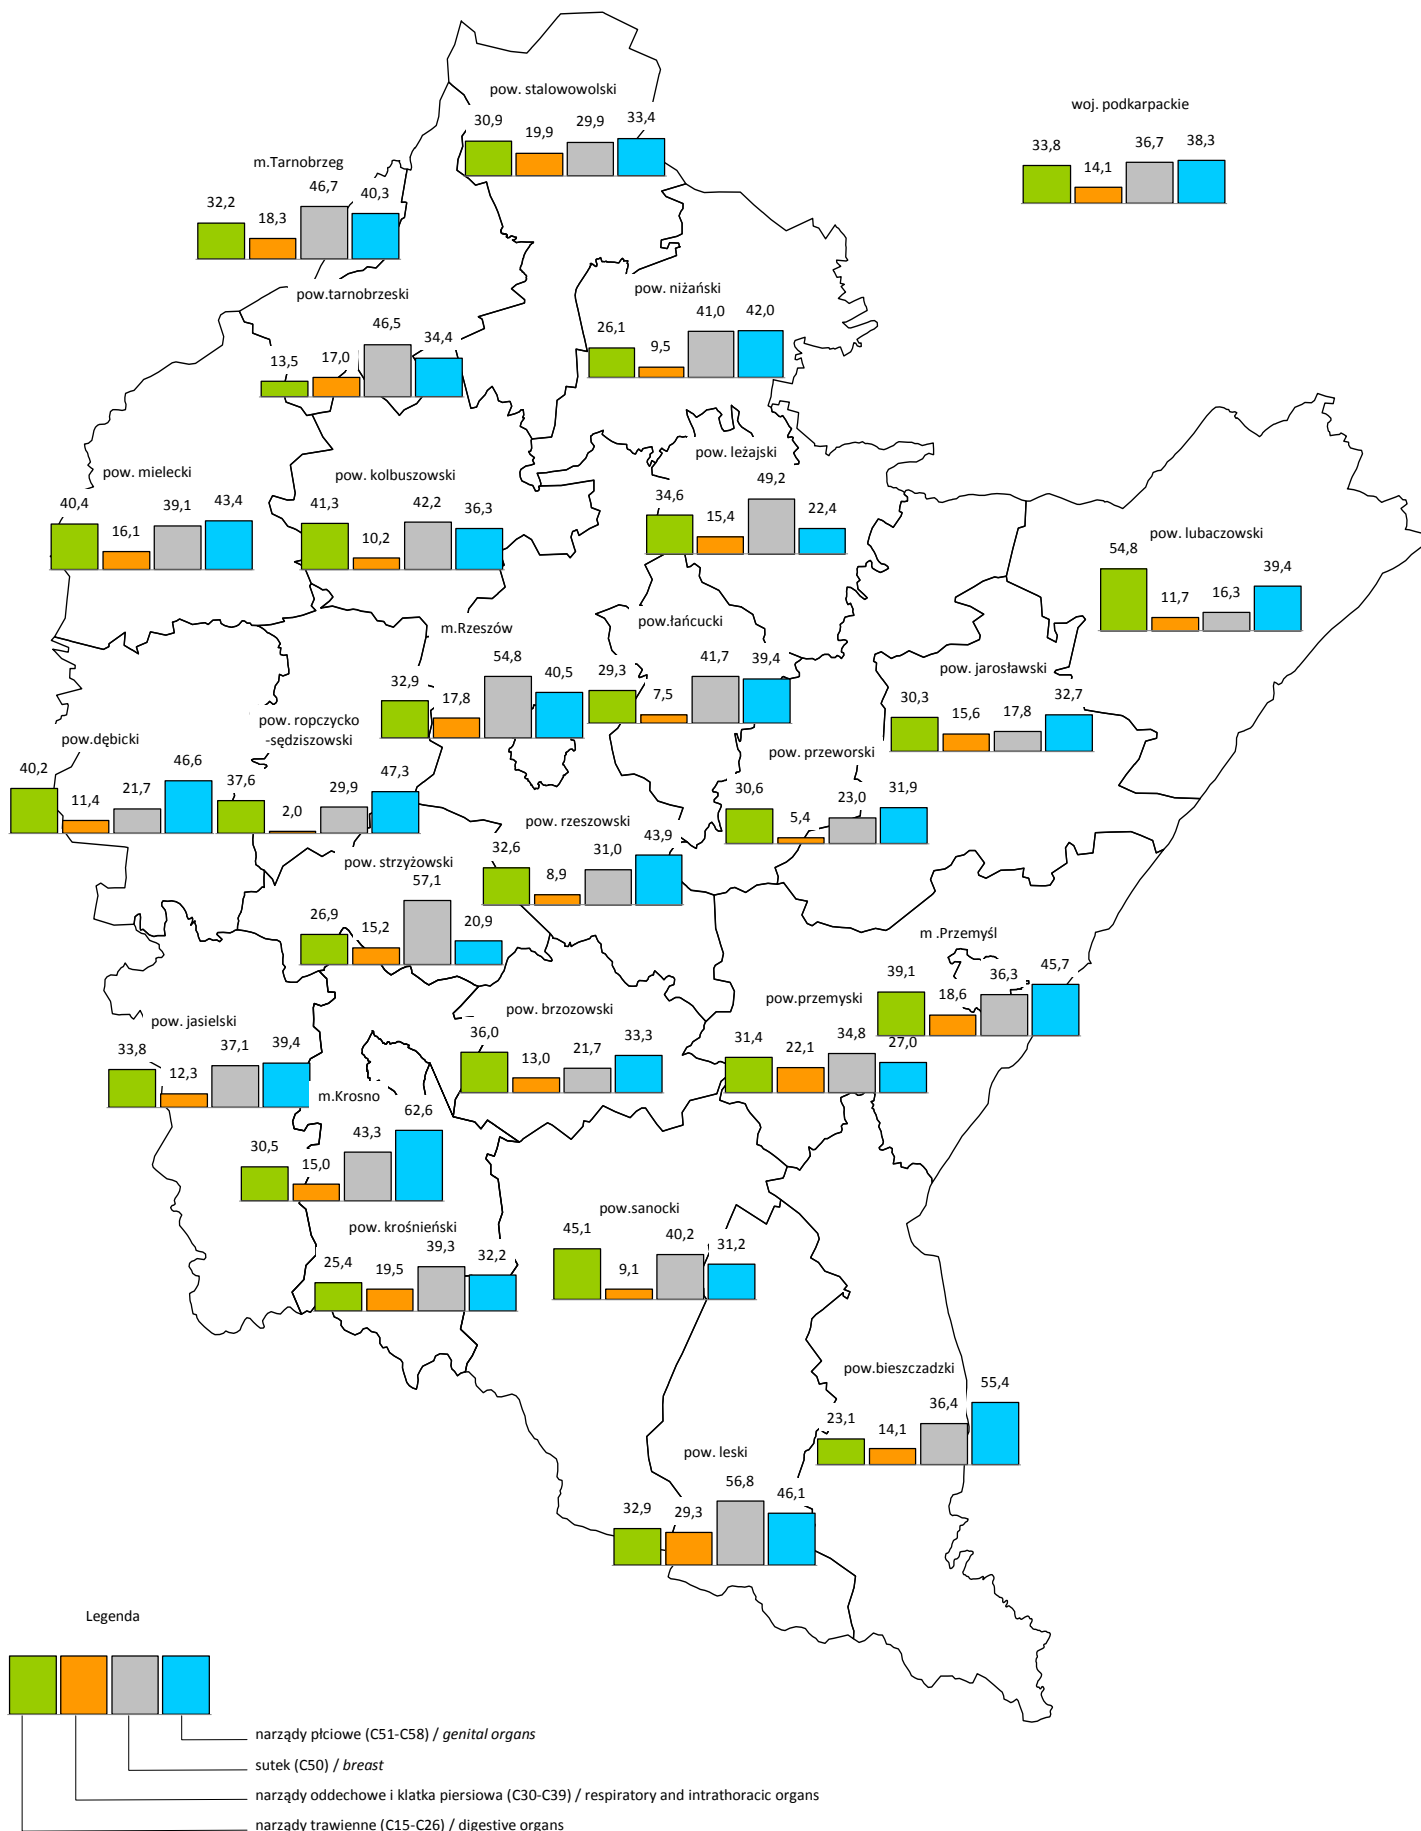 pow. stalowowolski
30,9 19,9 29,9 33,4
woj. podkarpackie
33,8 14,1 36,7 38,3
m.Tarnobrzeg
32,2 18,3 46,7 40,3
pow.tarnobrzeski
13,5 17,0 46,5 34,4
pow. niżański
26,1 9,5 41,0 42,0
pow. mielecki
40,4 16,1 39,1 43,4
pow. kolbuszowski
41,3 10,2 42,2 36,3
pow. leżajski
34,6 15,4 49,2 22,4
pow. lubaczowski
54,8 11,7 16,3 39,4
m.Rzeszów
32,9 17,8 54,8 40,5
pow.łańcucki
29,3 7,5 41,7 39,4
pow. jarosławski
30,3 15,6 17,8 32,7
pow.dębicki
40,2 11,4 21,7 46,6
pow. ropczycko
-sędziszowski
37,6 2,0 29,9 47,3
pow. przeworski
30,6 5,4 23,0 31,9
pow. rzeszowski
32,6 8,9 31,0 43,9
pow. strzyżowski
26,9 15,2 57,1 20,9
m .Przemyśl
39,1 18,6 36,3 45,7
pow.przemyski
31,4 22,1 34,8 27,0
pow. brzozowski
36,0 13,0 21,7 33,3
pow. jasielski
33,8 12,3 37,1 39,4
m.Krosno
30,5 15,0 43,3 62,6
pow. krośnieński
25,4 19,5 39,3 32,2
pow.sanocki
45,1 9,1 40,2 31,2
pow.bieszczadzki
23,1 14,1 36,4 55,4
pow. leski
32,9 29,3 56,8 46,1
Legenda
narządy płciowe (C51-C58) / genital organs
sutek (C50) / breast
narządy oddechowe i klatka piersiowa (C30-C39) / respiratory and intrathoracic organs
narządy trawienne (C15-C26) / digestive organs